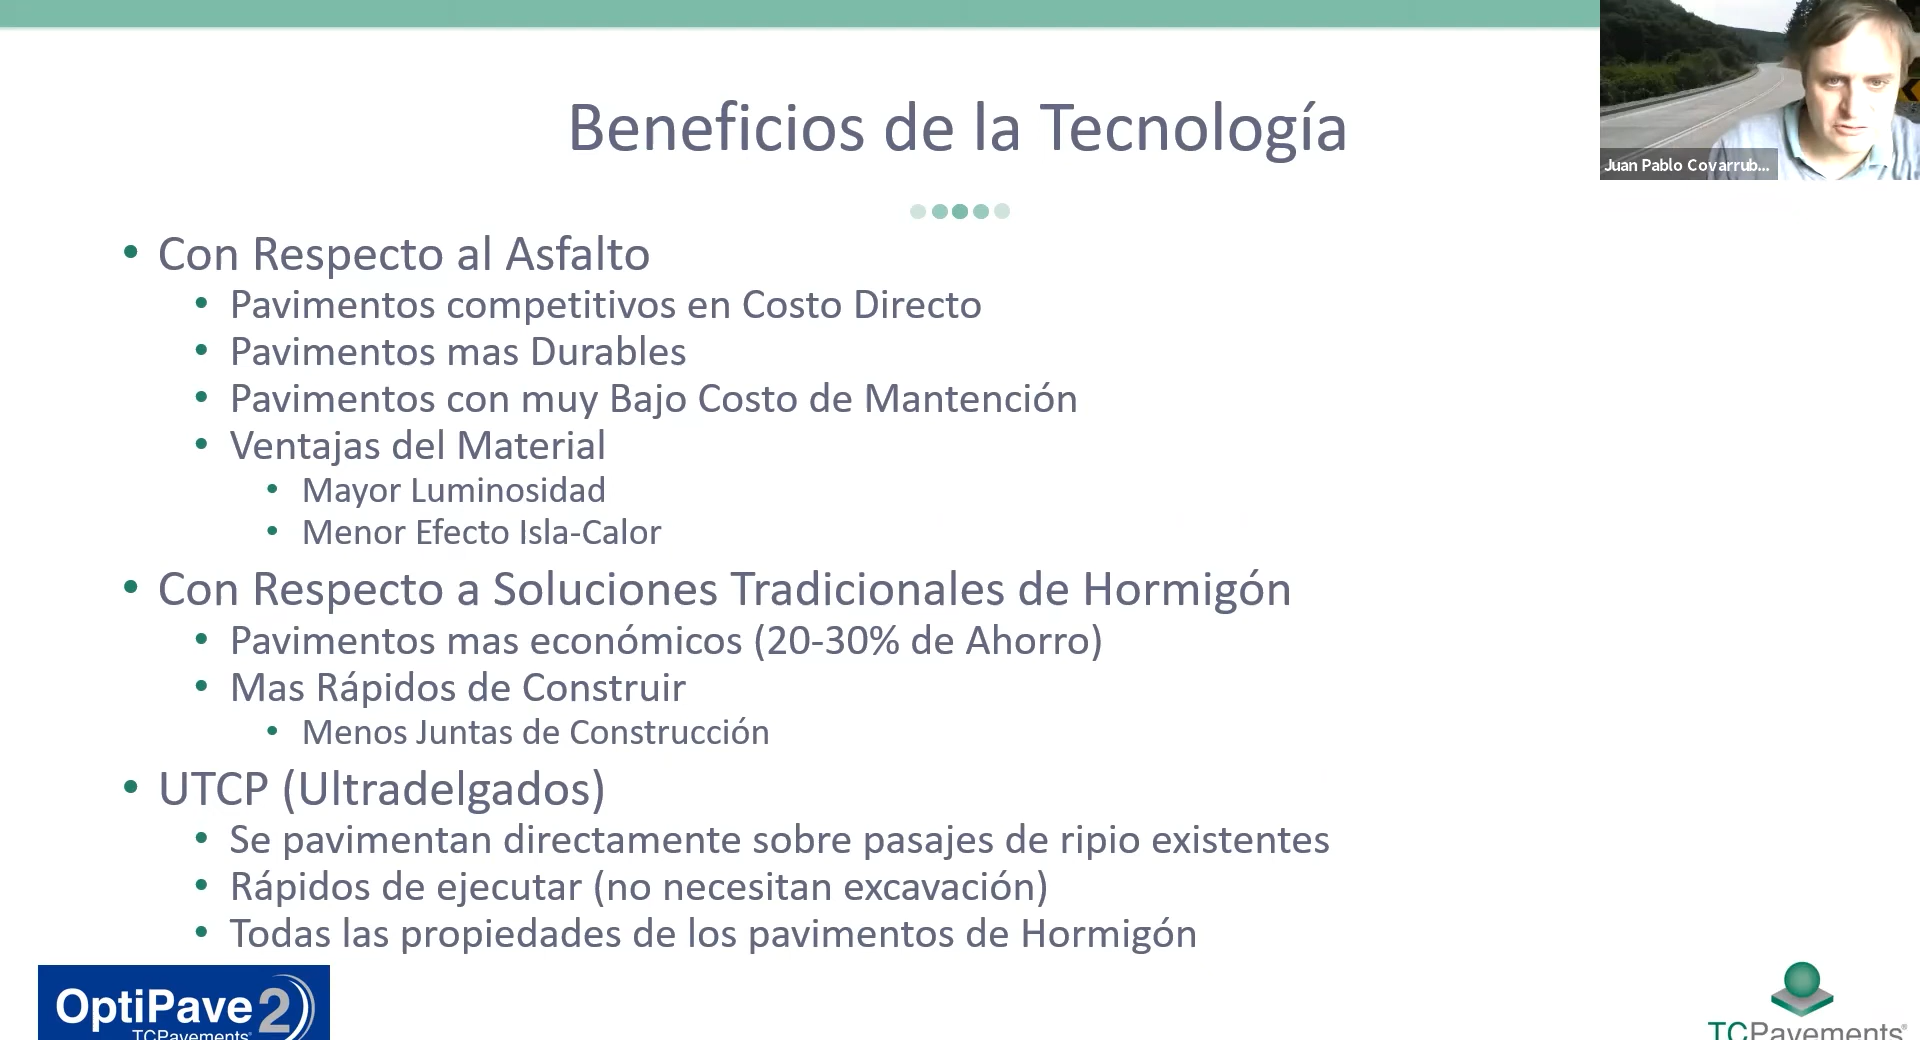 Beneficios de la Tecnología
Juan Pablo Covarrub...
• Con Respecto al Asfalto
• Pavimentos competitivos en Costo Directo
• Pavimentos mas Durables
• Pavimentos con muy Bajo Costo de Mantención
• Ventajas del Material
• Mayor Luminosidad
• Menor Efecto Isla-Calor
• Con Respecto a Soluciones Tradicionales de Hormigón
• Pavimentos mas económicos (20-30% de Ahorro)
• Mas Rápidos de Construir
• Menos Juntas de Construcción
• UTCP (Ultradelgados)
• Se pavimentan directamente sobre pasajes de ripio existentes
• Rápidos de ejecutar (no necesitan excavación)
• Todas las propiedades de los pavimentos de Hormigón
OptiPave 2
TCPavements®
TCPavements®